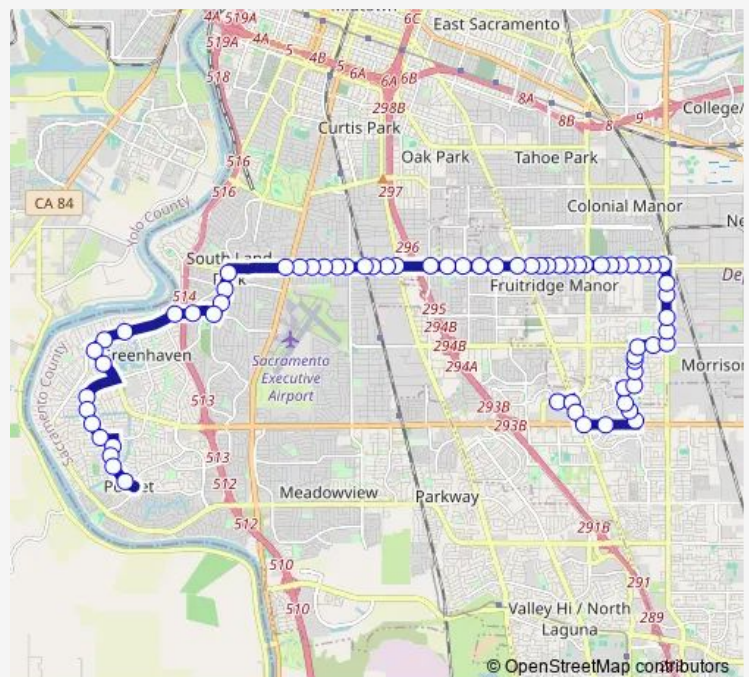 4A
519A
6C
East Sacramento
519A
4A
5
4B
5
6A
6A
6B
518
298B
8A
College/
8B
8
9
Curtis Park
Oak Park
Tahoe Park
516
516
297
CA 84
Yolo County
Colonial Manor
South Land
296
514
Fruitridge Manor
295
294B
294B
294A
Sacramento
Executive
Airport
Morrison
Sacramento County
513
293B
293B
513
512
Meadowview
Parkway
512
291B
510
510
291
Valley Hi / North
Laguna
289
© OpenStreetMap contributors